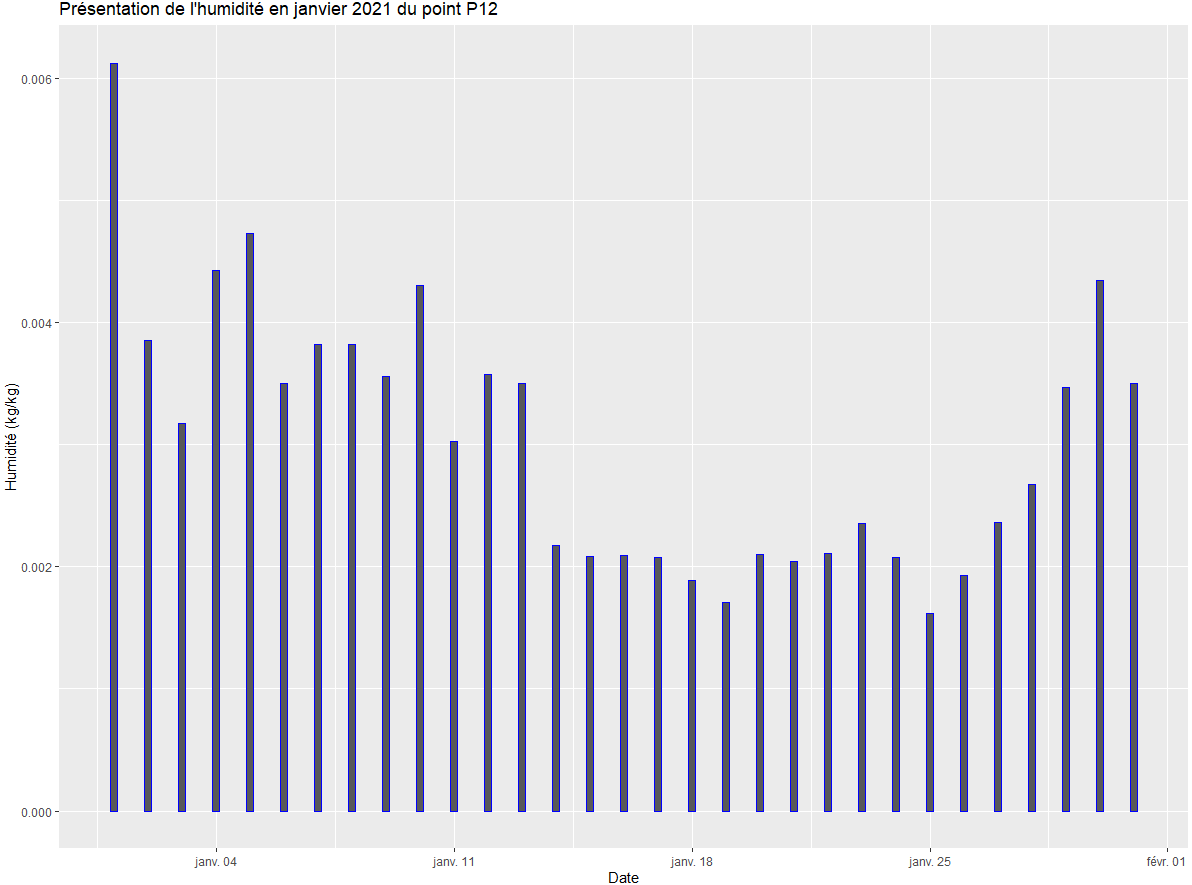 Présentation de l'humidité en janvier 2021 du point P12
Humidité (kg/kg)
0.006
0.004
0.002
0.000
janv. 04 janv. 11 janv. 18 janv. 25 févr. 01
Date